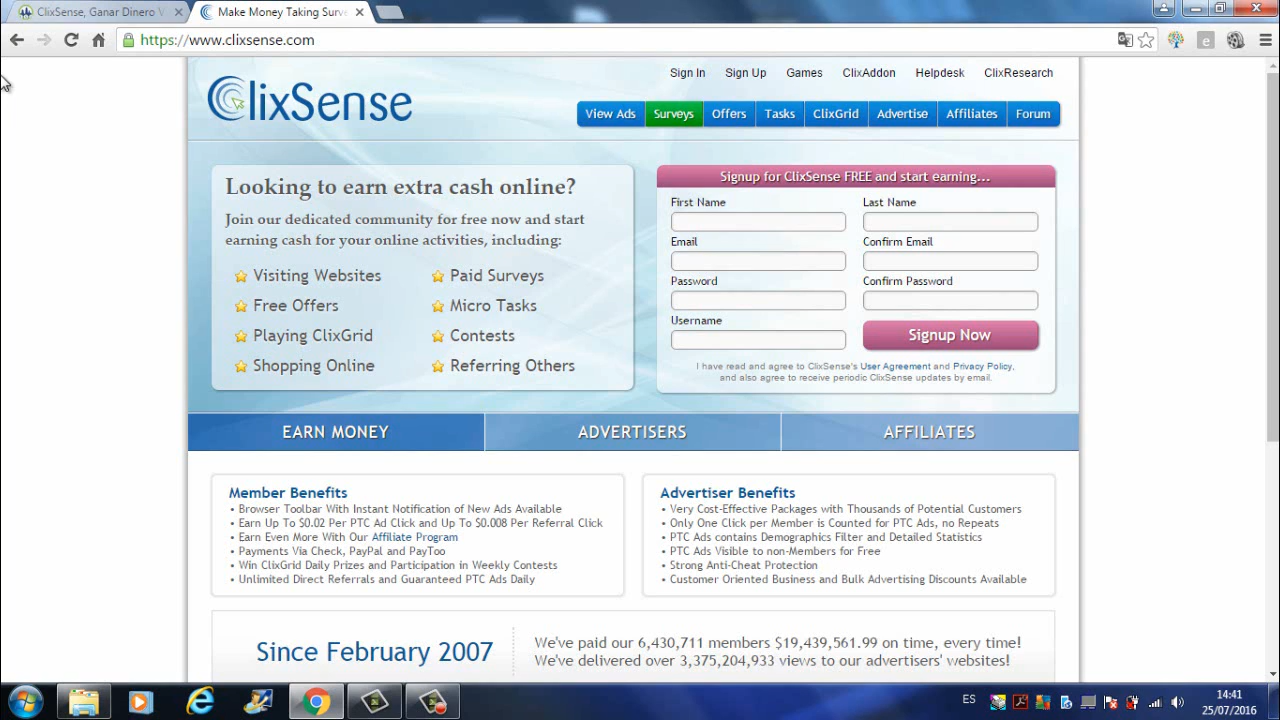 ClixSense, Ganar Dinero V
Make Money Taking Surve
https://www.clixsense.com
Sign In Sign Up Games ClixAddon Helpdesk ClixResearch
ClixSense
View Ads Surveys Offers Tasks ClixGrid Advertise Affiliates Forum
Looking to earn extra cash online?
Join our dedicated community for free now and start
earning cash for your online activities, including:
Visiting Websites Paid Surveys
Free Offers Micro Tasks
Playing ClixGrid Contests
Shopping Online Referring Others
Signup for ClixSense FREE and start earning...
First Name Last Name
Email Confirm Email
Password Confirm Password
Username
Signup Now
I have read and agree to ClixSense's User Agreement and Privacy Policy,
and also agree to receive periodic ClixSense updates by email.
EARN MONEY ADVERTISERS AFFILIATES
Member Benefits
• Browser Toolbar With Instant Notification of New Ads Available
• Earn Up To $0.02 Per PTC Ad Click and Up To $0.008 Per Referral Click
• Earn Even More With Our Affiliate Program
• Payments Via Check, PayPal and PayToo
• Win ClixGrid Daily Prizes and Participation in Weekly Contests
• Unlimited Direct Referrals and Guaranteed PTC Ads Daily
Advertiser Benefits
• Very Cost-Effective Packages with Thousands of Potential Customers
• Only One Click per Member is Counted for PTC Ads, no Repeats
• PTC Ads contains Demographics Filter and Detailed Statistics
• PTC Ads Visible to non-Members for Free
• Strong Anti-Cheat Protection
• Customer Oriented Business and Bulk Advertising Discounts Available
Since February 2007
We've paid our 6,430,711 members $19,439,561.99 on time, every time!
We've delivered over 3,375,204,933 views to our advertisers' websites!
ES
14:41
25/07/2016